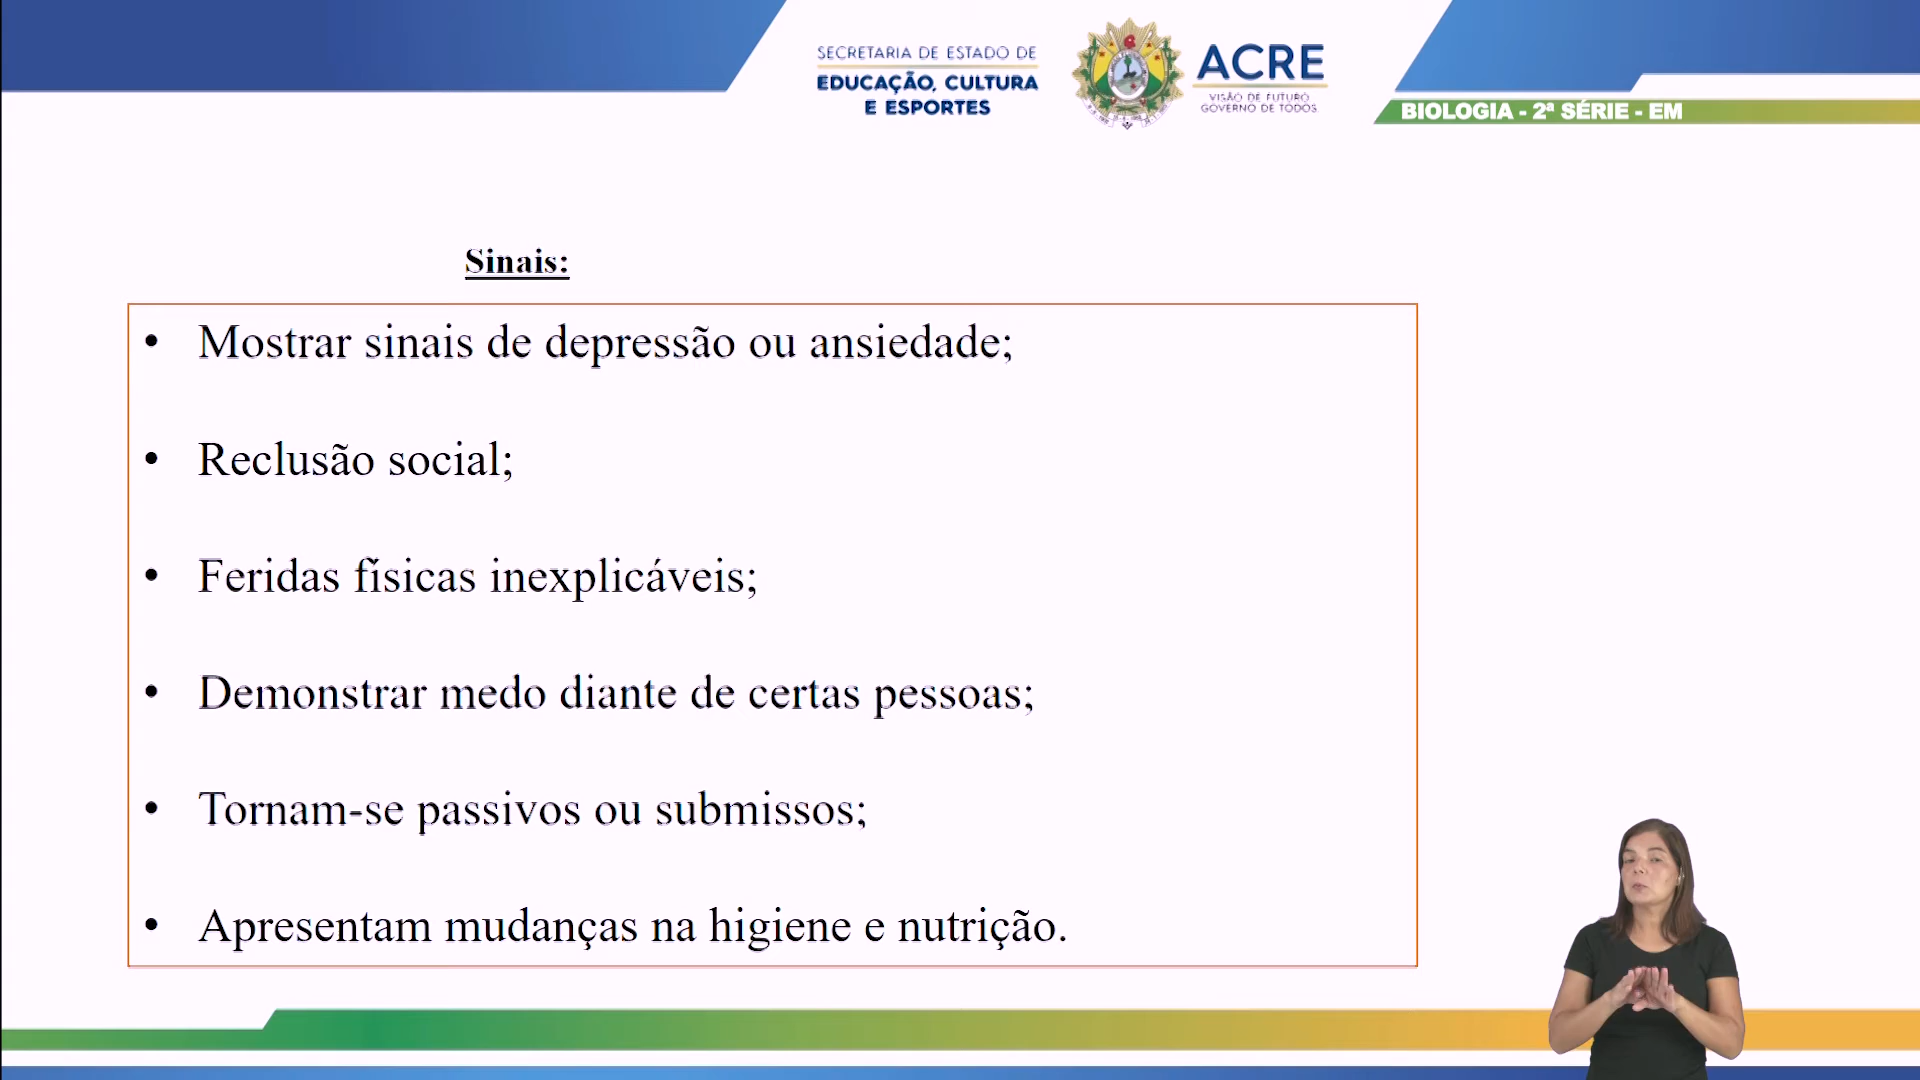 SECRETARIA DE ESTADO DE
EDUCAÇÃO, CULTURA
E ESPORTES
ACRE
VISÃO DE FUTURO
GOVERNO DE TODOS
BIOLOGIA - 2ª SÉRIE - EM
Sinais:
• Mostrar sinais de depressão ou ansiedade;
• Reclusão social;
• Feridas físicas inexplicáveis;
• Demonstrar medo diante de certas pessoas;
• Tornam-se passivos ou submissos;
• Apresentam mudanças na higiene e nutrição.